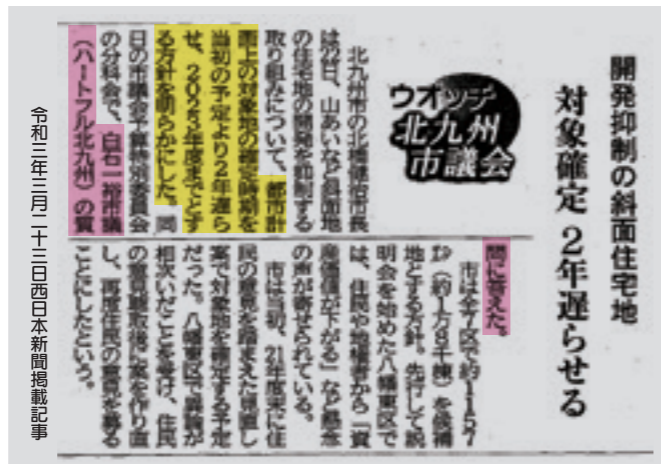 開発抑制の斜面住宅地
対象確定 2年遅らせる
ウオッチ
北九州
市議会
北九州市の北橋健治市長
は22日、山あいなど斜面地
の住宅地の開発を抑制する
取り組みについて、都市計
画上の対象地の確定時期を
当初の予定より2年遅ら
せ、2023年度までとす
る方針を明らかにした。同
日の市議会予算特別委員会
の分科会で、白石一裕市議
(ハートフル北九州)の質
問に答えた。
市は全7区で約1157
㌶(約1万8千棟)を候補
地とする方針。先行して説
明会を始めた八幡東区で
は、住民や地権者から「資
産価値が下がる」など懸念
の声が寄せられている。
市は当初、21年度末に住
民の意見を踏まえた見直し
案で対象地を確定する予定
だった。八幡東区で異論が
相次いだことを受け、住民
の意見聴取後に案を作り直
し、再度住民の意見を募る
ことにしたという。
令和三年三月二十三日西日本新聞掲載記事